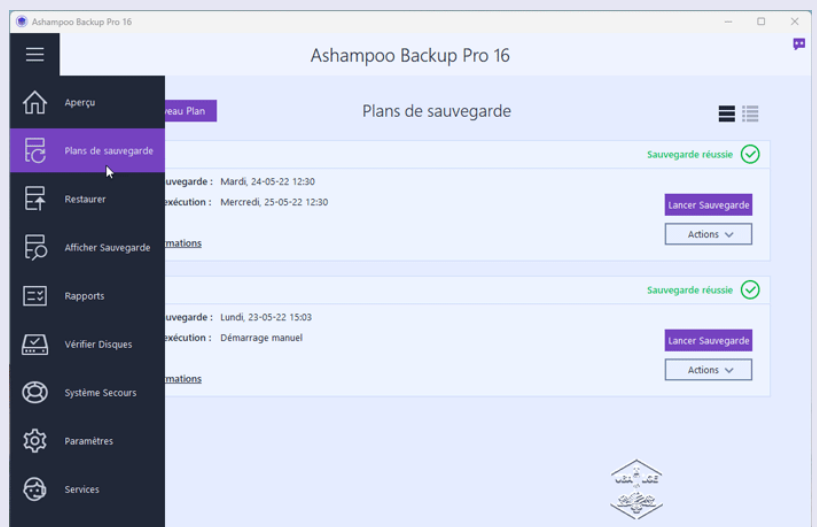 Ashampoo Backup Pro 16
Ashampoo Backup Pro 16
Aperçu
veau Plan
Plans de sauvegarde
Plans de sauvegarde
Sauvegarde réussie
uvegarde : Mardi, 24-05-22 12:30
Restaurer
exécution : Mercredi, 25-05-22 12:30
Lancer Sauvegarde
Actions
Afficher Sauvegarde
rmations
Rapports
Sauvegarde réussie
uvegarde : Lundi, 23-05-22 15:03
Vérifier Disques
exécution : Démarrage manuel
Lancer Sauvegarde
Actions
rmations
Système Secours
Paramètres
Services